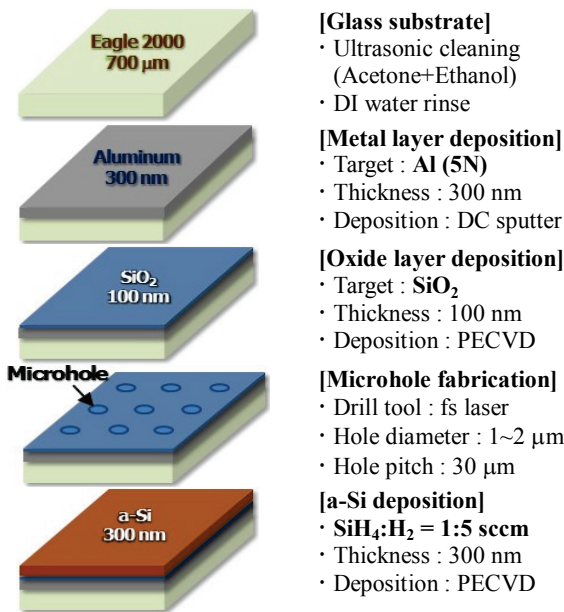 Eagle 2000
700 µm
[Glass substrate]
· Ultrasonic cleaning
(Acetone+Ethanol)
· DI water rinse
Aluminum
300 nm
[Metal layer deposition]
· Target : Al (5N)
· Thickness : 300 nm
· Deposition : DC sputter
SiO₂
100 nm
[Oxide layer deposition]
· Target : SiO₂
· Thickness : 100 nm
· Deposition : PECVD
Microhole
[Microhole fabrication]
· Drill tool : fs laser
· Hole diameter : 1~2 µm
· Hole pitch : 30 µm
a-Si
300 nm
[a-Si deposition]
· SiH₄:H₂ = 1:5 sccm
· Thickness : 300 nm
· Deposition : PECVD